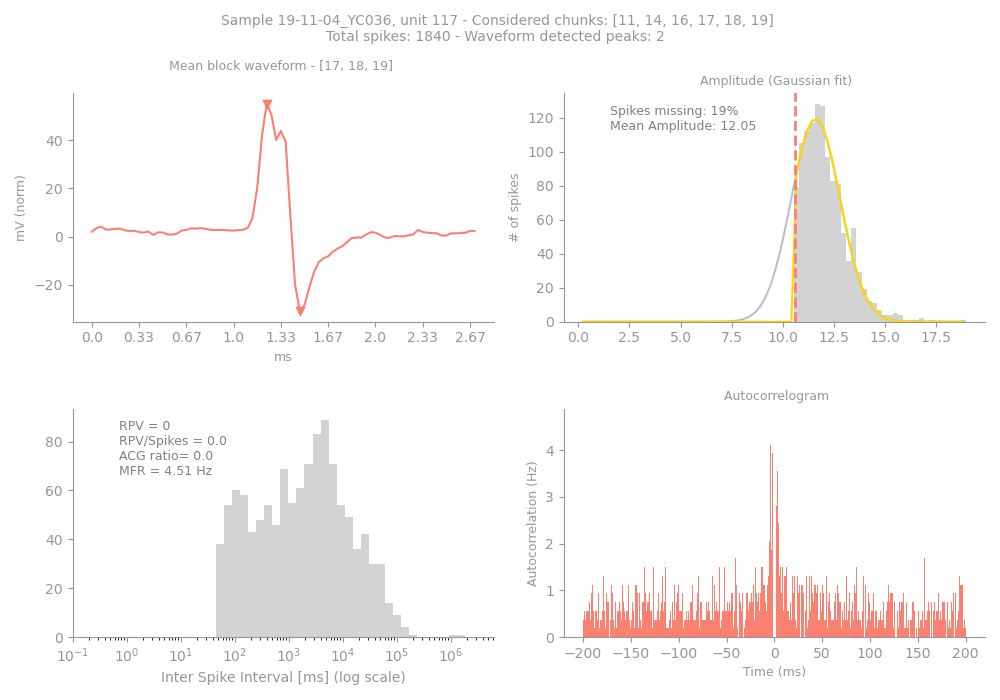 Sample 19-11-04_YC036, unit 117 - Considered chunks: [11, 14, 16, 17, 18, 19]
Total spikes: 1840 - Waveform detected peaks: 2
Mean block waveform - [17, 18, 19]
mV (norm)
40
20
0
−20
0.0 0.33 0.67 1.0 1.33 1.67 2.0 2.33 2.67
ms
Amplitude (Gaussian fit)
Spikes missing: 19%
Mean Amplitude: 12.05
# of spikes
120
100
80
60
40
20
0
0.0 2.5 5.0 7.5 10.0 12.5 15.0 17.5
RPV = 0
RPV/Spikes = 0.0
ACG ratio= 0.0
MFR = 4.51 Hz
80
60
40
20
0
10⁻¹ 10⁰ 10¹ 10² 10³ 10⁴ 10⁵ 10⁶
Inter Spike Interval [ms] (log scale)
Autocorrelogram
Autocorrelation (Hz)
4
3
2
1
0
−200 −150 −100 −50 0 50 100 150 200
Time (ms)